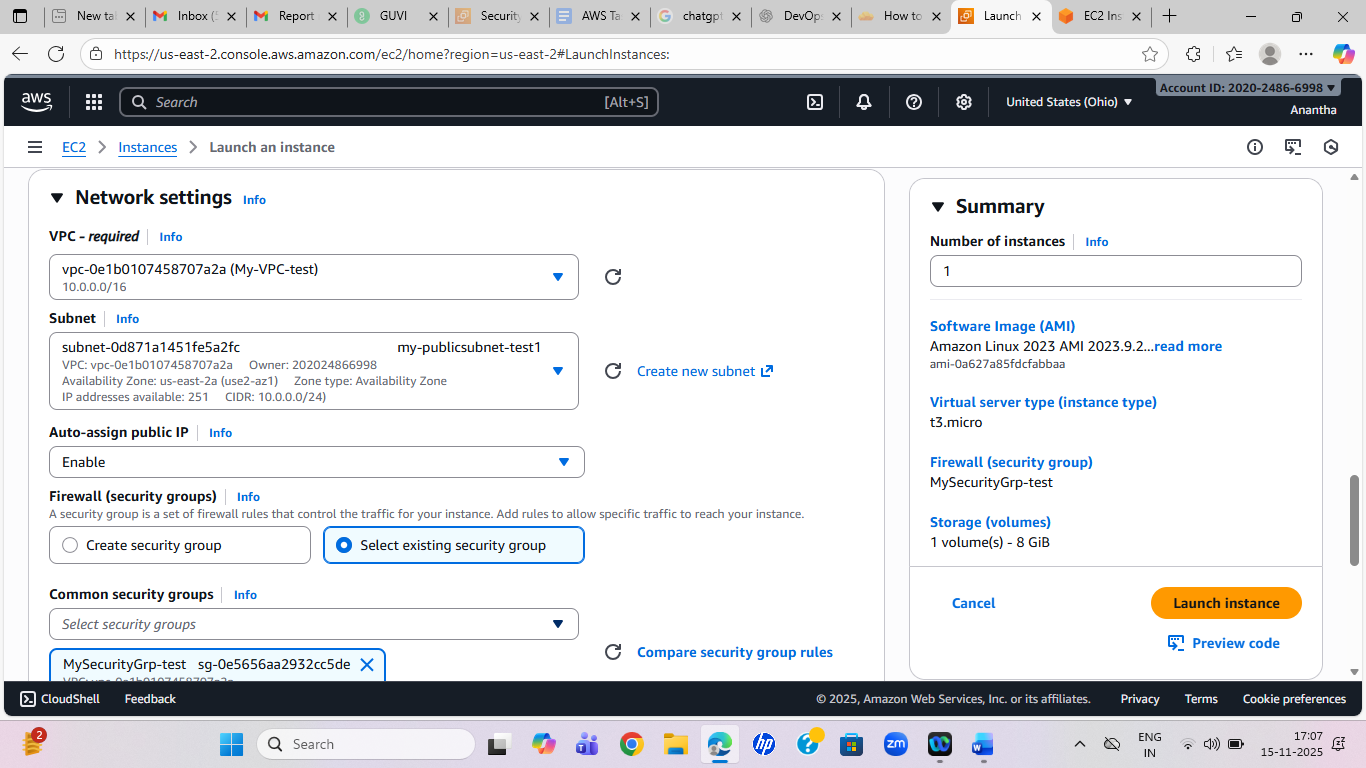 New tal
Inbox (5
Report
GUVI
Security
AWS Ta
chatgpt
DevOps
How to
Launch
EC2 Ins
https://us-east-2.console.aws.amazon.com/ec2/home?region=us-east-2#LaunchInstances:
aws
Search
[Alt+S]
United States (Ohio)
Account ID: 2020-2486-6998
Anantha
EC2
Instances
Launch an instance
Network settings Info
VPC - required Info
vpc-0e1b0107458707a2a (My-VPC-test)
10.0.0.0/16
Subnet Info
subnet-0d871a1451fe5a2fc my-publicsubnet-test1
VPC: vpc-0e1b0107458707a2a Owner: 202024866998
Availability Zone: us-east-2a (use2-az1) Zone type: Availability Zone
IP addresses available: 251 CIDR: 10.0.0.0/24)
Create new subnet
Auto-assign public IP Info
Enable
Firewall (security groups) Info
A security group is a set of firewall rules that control the traffic for your instance. Add rules to allow specific traffic to reach your instance.
Create security group
Select existing security group
Common security groups Info
Select security groups
MySecurityGrp-test sg-0e5656aa2932cc5de
VPC: vpc-0e1b0107458707a2a
Compare security group rules
Summary
Number of instances Info
1
Software Image (AMI)
Amazon Linux 2023 AMI 2023.9.2...read more
ami-0a627a85fdcfabbaa
Virtual server type (instance type)
t3.micro
Firewall (security group)
MySecurityGrp-test
Storage (volumes)
1 volume(s) - 8 GiB
Cancel
Launch instance
Preview code
CloudShell
Feedback
© 2025, Amazon Web Services, Inc. or its affiliates.
Privacy
Terms
Cookie preferences
2
Search
hp
zm
ENG
IN
17:07
15-11-2025